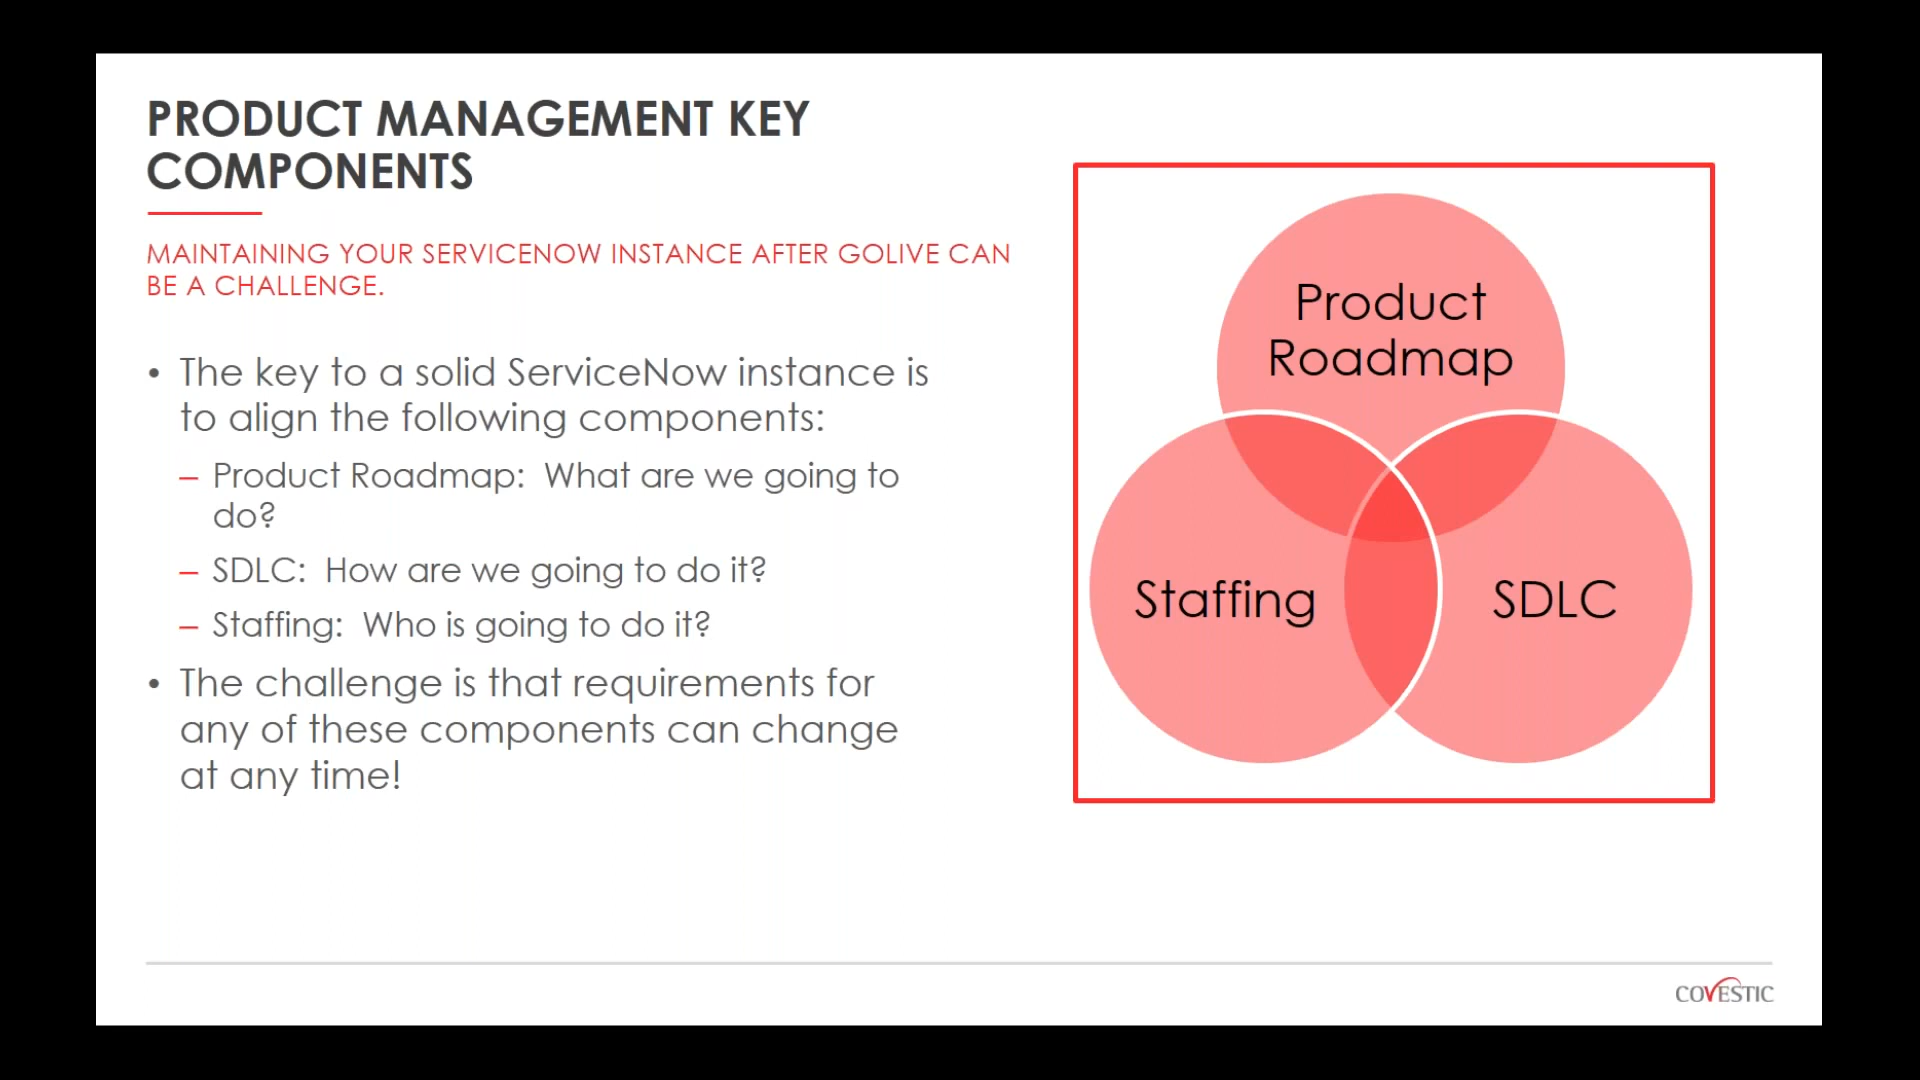 PRODUCT MANAGEMENT KEY
COMPONENTS
MAINTAINING YOUR SERVICENOW INSTANCE AFTER GOLIVE CAN
BE A CHALLENGE.
• The key to a solid ServiceNow instance is
to align the following components:
– Product Roadmap:  What are we going to
do?
– SDLC:  How are we going to do it?
– Staffing:  Who is going to do it?
• The challenge is that requirements for
any of these components can change
at any time!
Product
Roadmap
Staffing
SDLC
COVESTIC